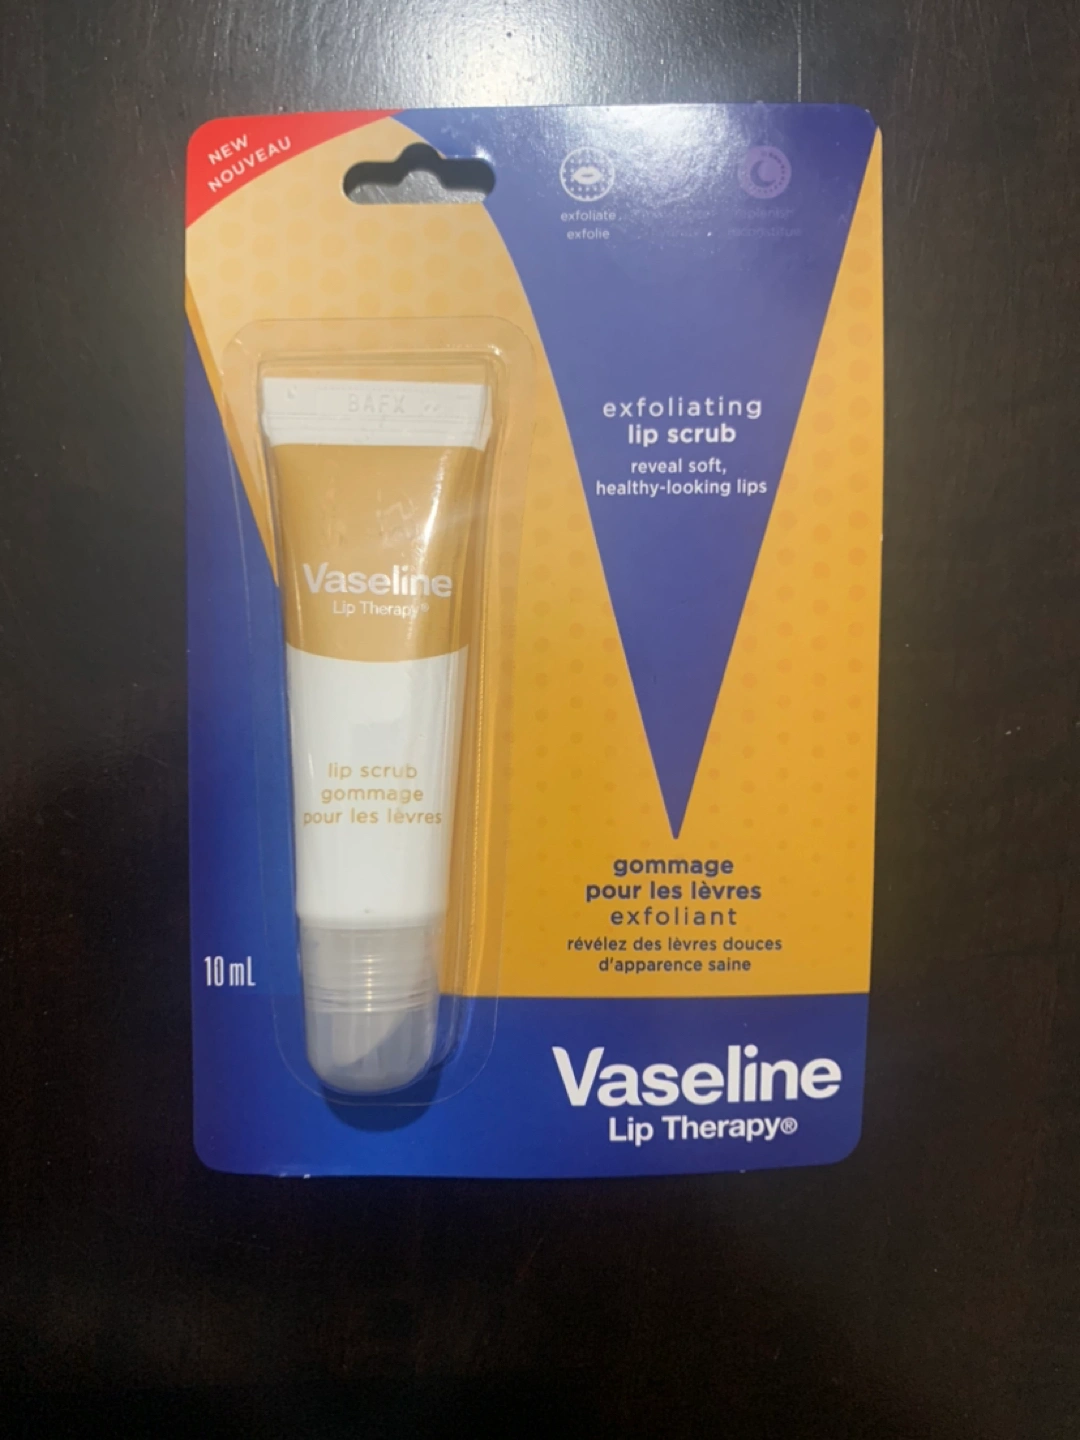 NEW
NOUVEAU
exfoliate
exfolie
exfoliating
lip scrub
reveal soft,
healthy-looking lips
BAFX
Vaseline
Lip Therapy®
lip scrub
gommage
pour les lèvres
gommage
pour les lèvres
exfoliant
révélez des lèvres douces
d'apparence saine
10 mL
Vaseline
Lip Therapy®